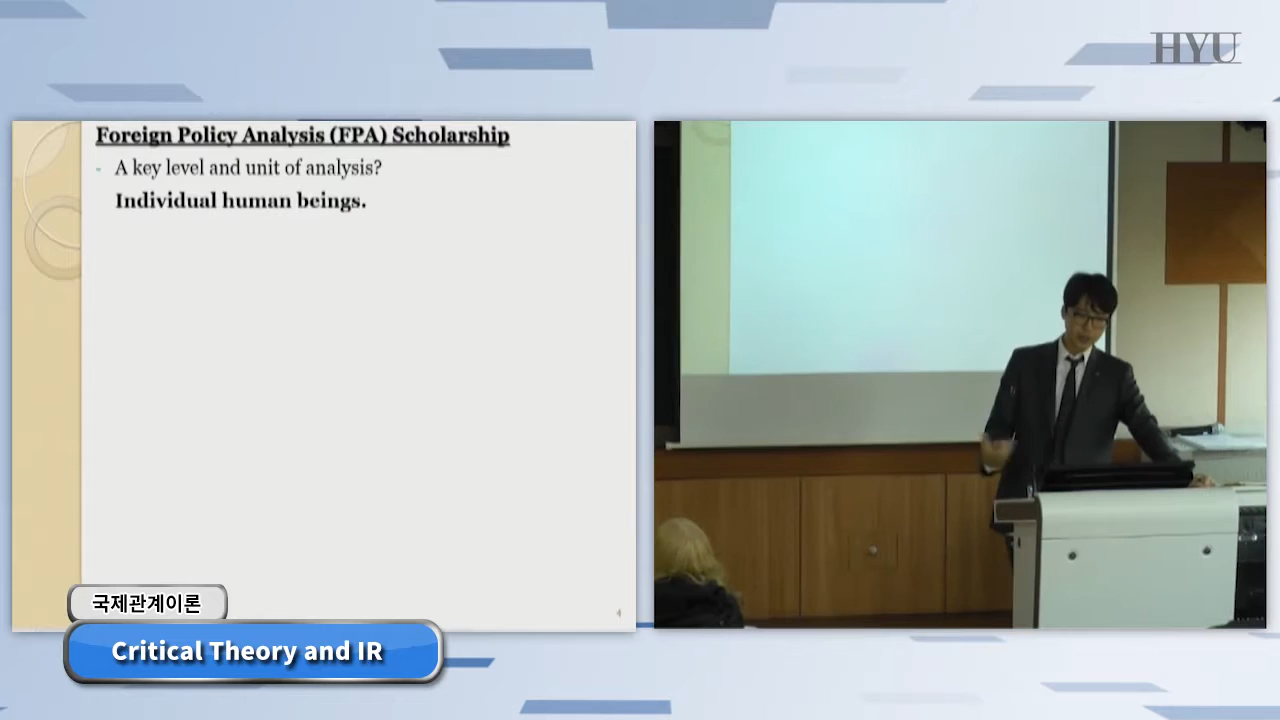 HYU
Foreign Policy Analysis (FPA) Scholarship
- A key level and unit of analysis?
Individual human beings.
4
국제관계이론
Critical Theory and IR